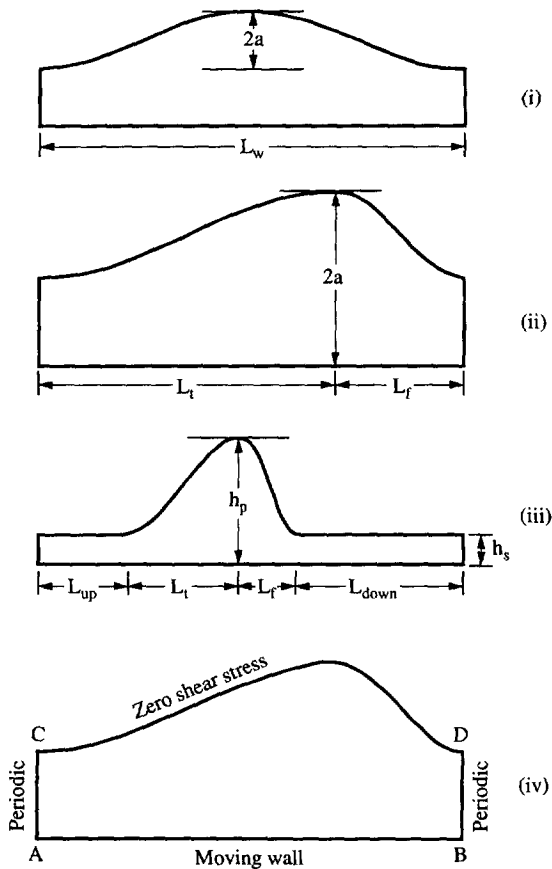 2a
(i)
L_w
2a
(ii)
L_t L_f
h_p
(iii)
h_s
L_up L_t L_f L_down
Zero shear stress
C D
Periodic Periodic
(iv)
A Moving wall B